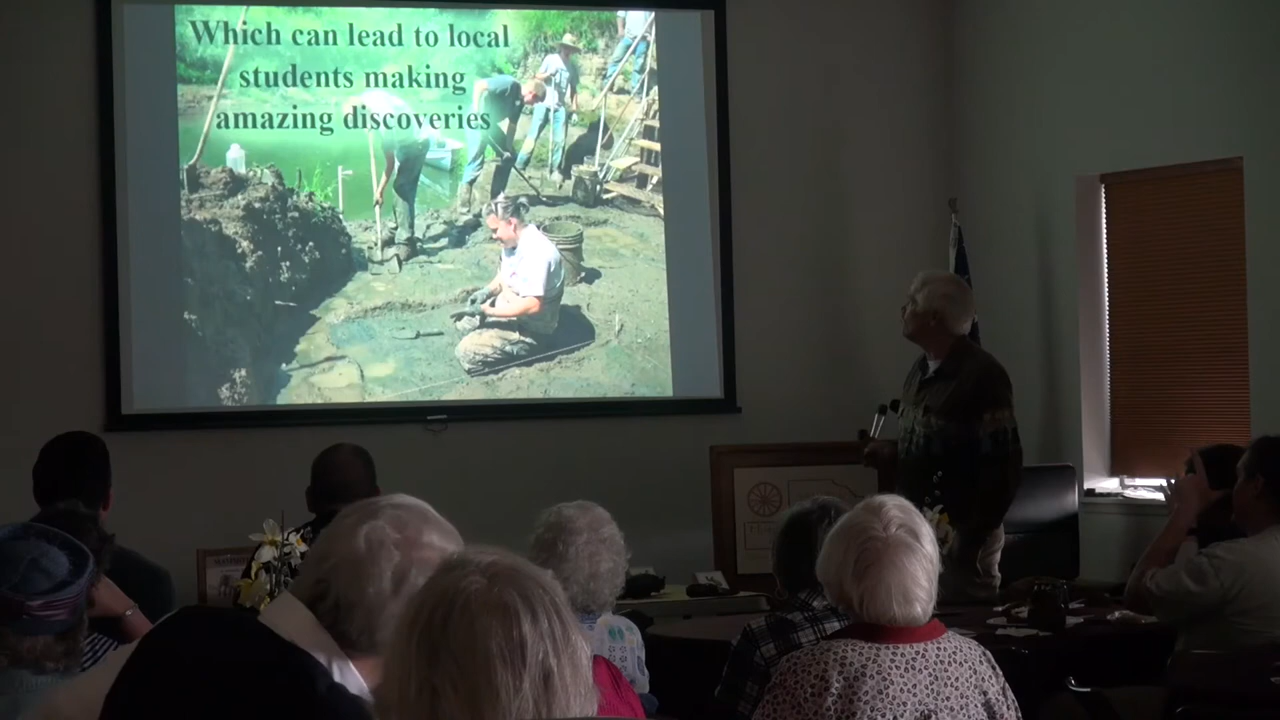 Which can lead to local
students making
amazing discoveries